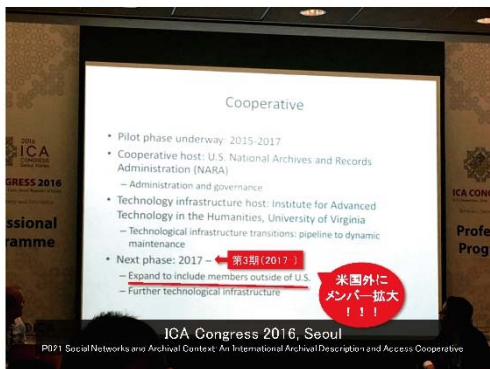 Cooperative
• Pilot phase underway: 2015-2017
• Cooperative host: U.S. National Archives and Records
Administration (NARA)
– Administration and governance
• Technology infrastructure host: Institute for Advanced
Technology in the Humanities, University of Virginia
– Technological infrastructure transitions: pipeline to dynamic
maintenance
• Next phase: 2017 –
第3期(2017-)
– Expand to include members outside of U.S.
– Further technological infrastructure
米国外に
メンバー拡大
!!!
2016
ICA
CONGRESS
GRESS 2016
ssional
ramme
ICA CON
Profe
Prog
ICA Congress 2016, Seoul
P021 Social Networks and Archival Context: An International Archival Description and Access Cooperative